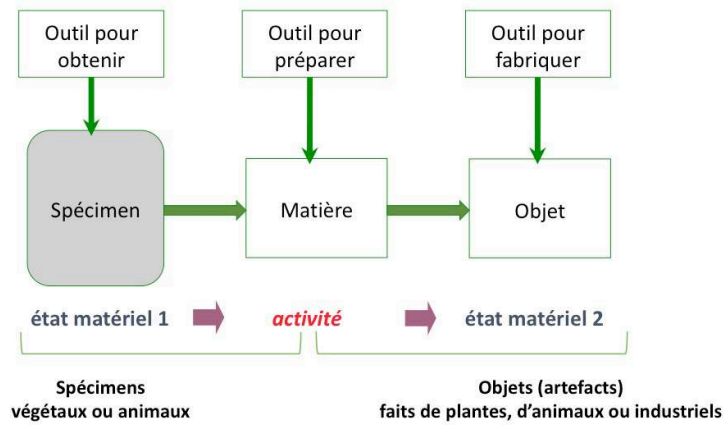 Outil pour
obtenir
Outil pour
préparer
Outil pour
fabriquer
Spécimen
Matière
Objet
état matériel 1
activité
état matériel 2
Spécimens
végétaux ou animaux
Objets (artefacts)
faits de plantes, d'animaux ou industriels